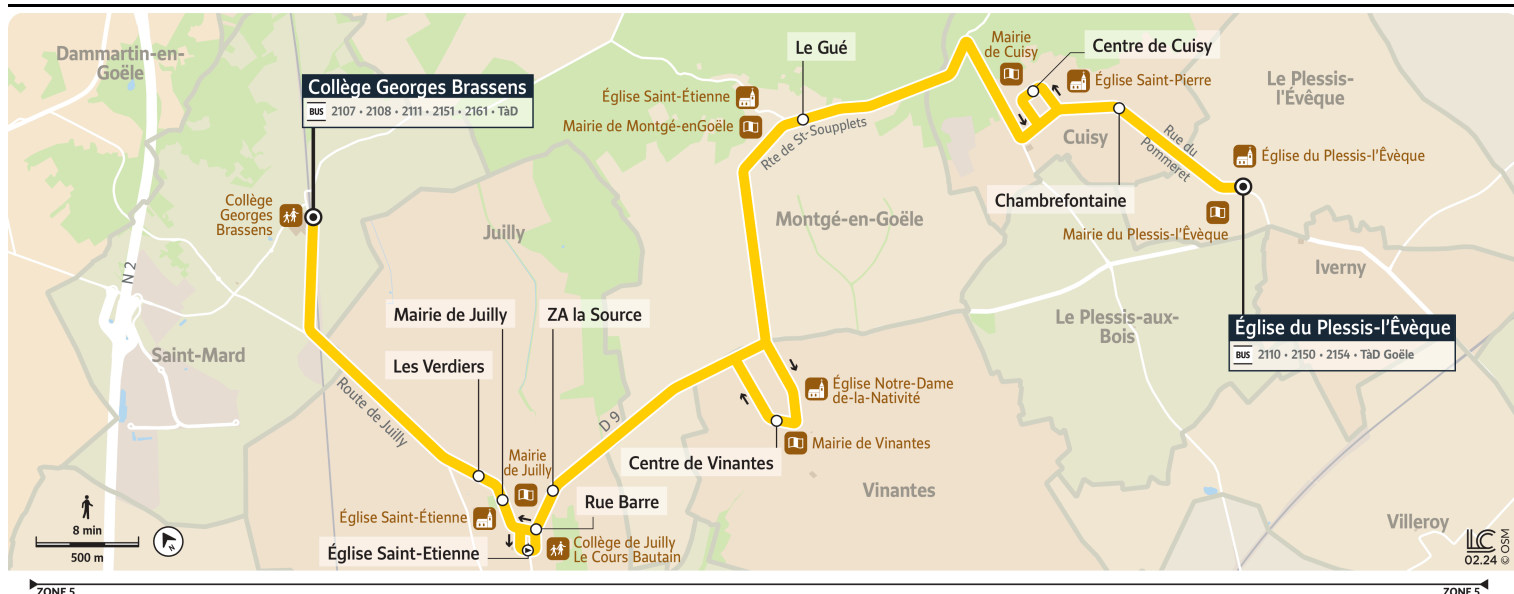 Dammartin-en-
Goële
Collège Georges Brassens
BUS 2107 • 2108 • 2111 • 2151 • 2161 • TàD
Collège
Georges
Brassens
N 2
Saint-Mard
Juilly
Route de Juilly
Mairie de Juilly
ZA la Source
Les Verdiers
Mairie
de Juilly
Rue Barre
Église Saint-Étienne
Église Saint-Etienne
Collège de Juilly
Le Cours Bautain
D 9
Église Saint-Étienne
Mairie de Montgé-enGoële
Le Gué
Rte de St-Soupplets
Montgé-en-Goële
Centre de Vinantes
Église Notre-Dame
de-la-Nativité
Mairie de Vinantes
Vinantes
Mairie
de Cuisy
Centre de Cuisy
Église Saint-Pierre
Cuisy
Chambrefontaine
Rue du
Pommeret
Le Plessis-
l'Évêque
Église du Plessis-l'Évèque
Mairie du Plessis-l'Évèque
Iverny
Le Plessis-aux-
Bois
Église du Plessis-l'Évèque
BUS 2110 • 2150 • 2154 • TàD Goële
Villeroy
8 min
500 m
N
LC
02.24
© OSM
ZONE 5
ZONE 5